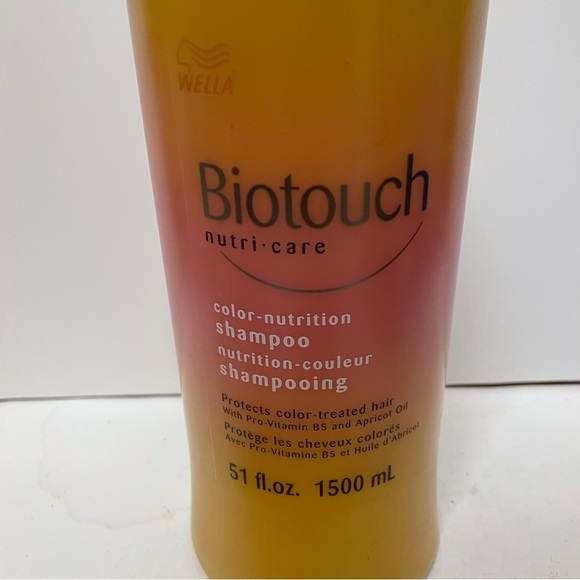 WELLA
Biotouch
nutri·care
color-nutrition
shampoo
nutrition-couleur
shampooing
Protects color-treated hair
With Pro-Vitamin B5 and Apricot Oil
Protège les cheveux colorés
Avec Pro-Vitamine B5 et Huile d'Abricot
51 fl.oz. 1500 mL